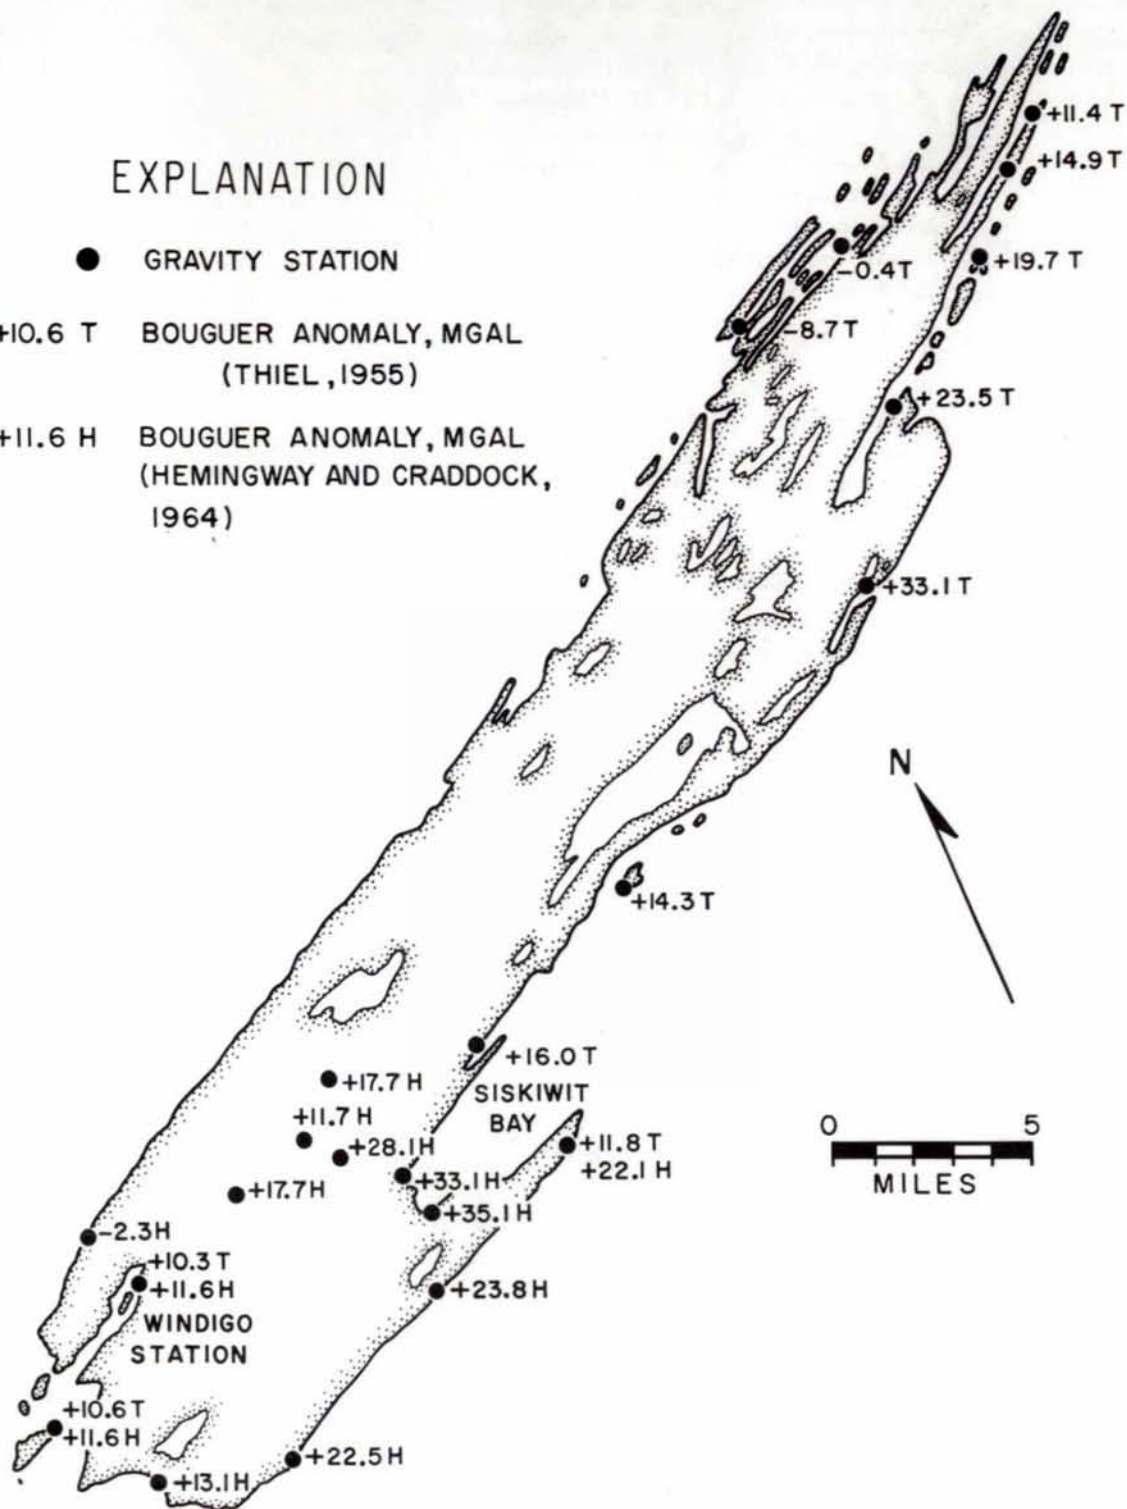 EXPLANATION
GRAVITY STATION
+10.6 T BOUGUER ANOMALY, MGAL
(THIEL, 1955)
+11.6 H BOUGUER ANOMALY, MGAL
(HEMINGWAY AND CRADDOCK,
1964)
+11.4 T
+14.9 T
+19.7 T
-0.4 T
-8.7 T
+23.5 T
+33.1 T
N
+14.3 T
+16.0 T
SISKIWIT
BAY
+17.7 H
+11.7 H
+28.1 H
+17.7 H
+33.1 H
+35.1 H
+11.8 T
+22.1 H
0 5
MILES
-2.3 H
+10.3 T
+11.6 H
WINDIGO
STATION
+23.8 H
+10.6 T
+11.6 H
+22.5 H
+13.1 H